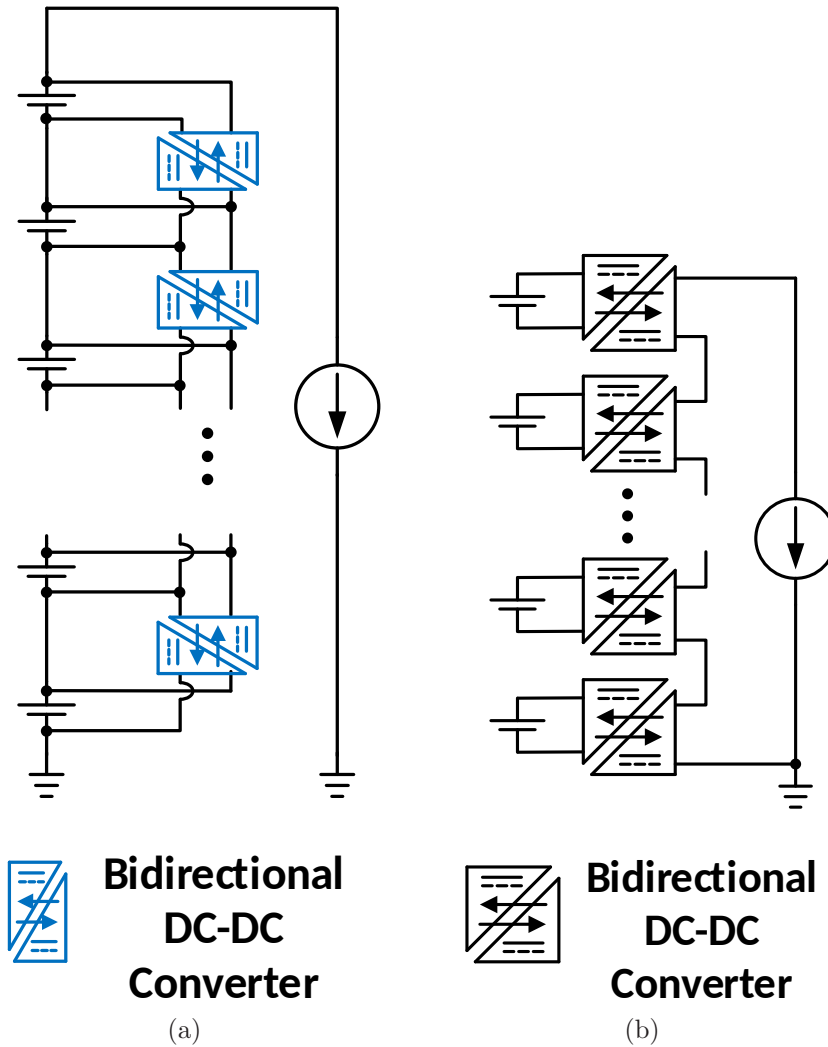 Bidirectional
DC-DC
Converter
(a)
Bidirectional
DC-DC
Converter
(b)